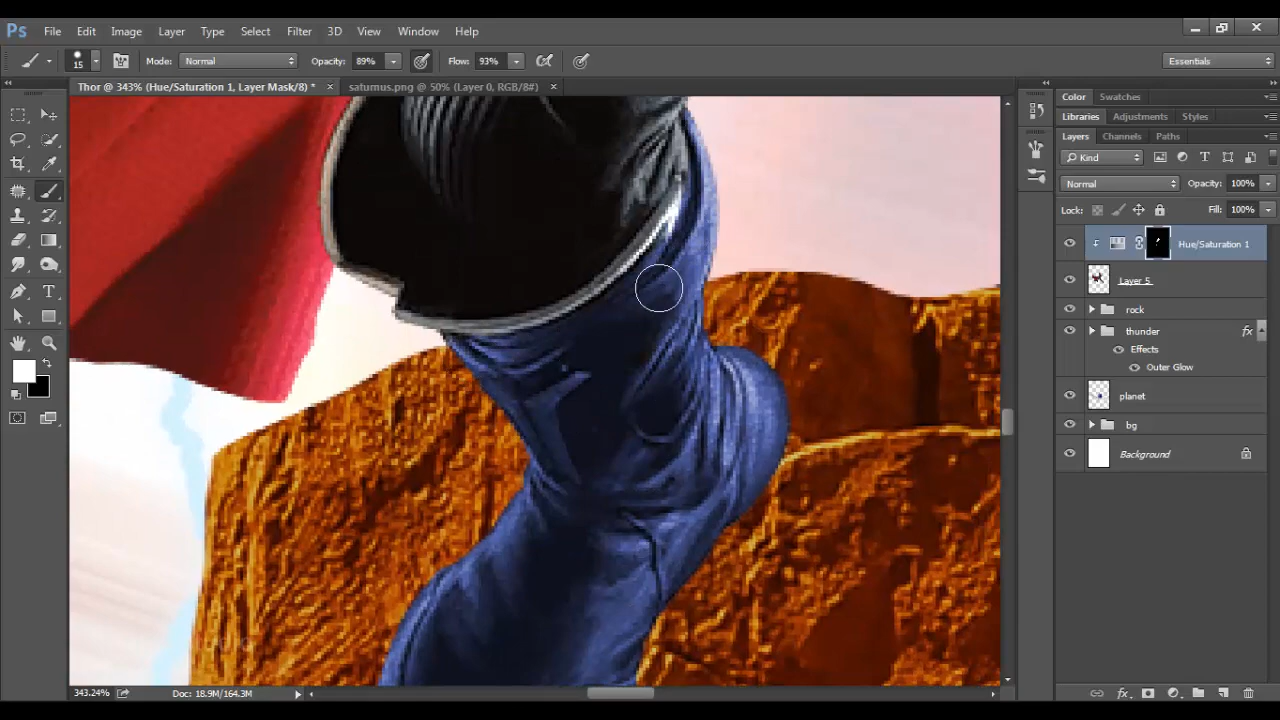 Ps File Edit Image Layer Type Select Filter 3D View Window Help
15 Mode: Normal Opacity: 89% Flow: 93% Essentials
Thor @ 343% (Hue/Saturation 1, Layer Mask/8) * × saturnus.png @ 50% (Layer 0, RGB/8#) ×
Color Swatches
Libraries Adjustments Styles
Layers Channels Paths
Kind
Normal Opacity: 100%
Lock: Fill: 100%
Hue/Saturation 1
Layer 5
rock
thunder fx
Effects
Outer Glow
planet
bg
Background
343.24% Doc: 18.9M/164.3M